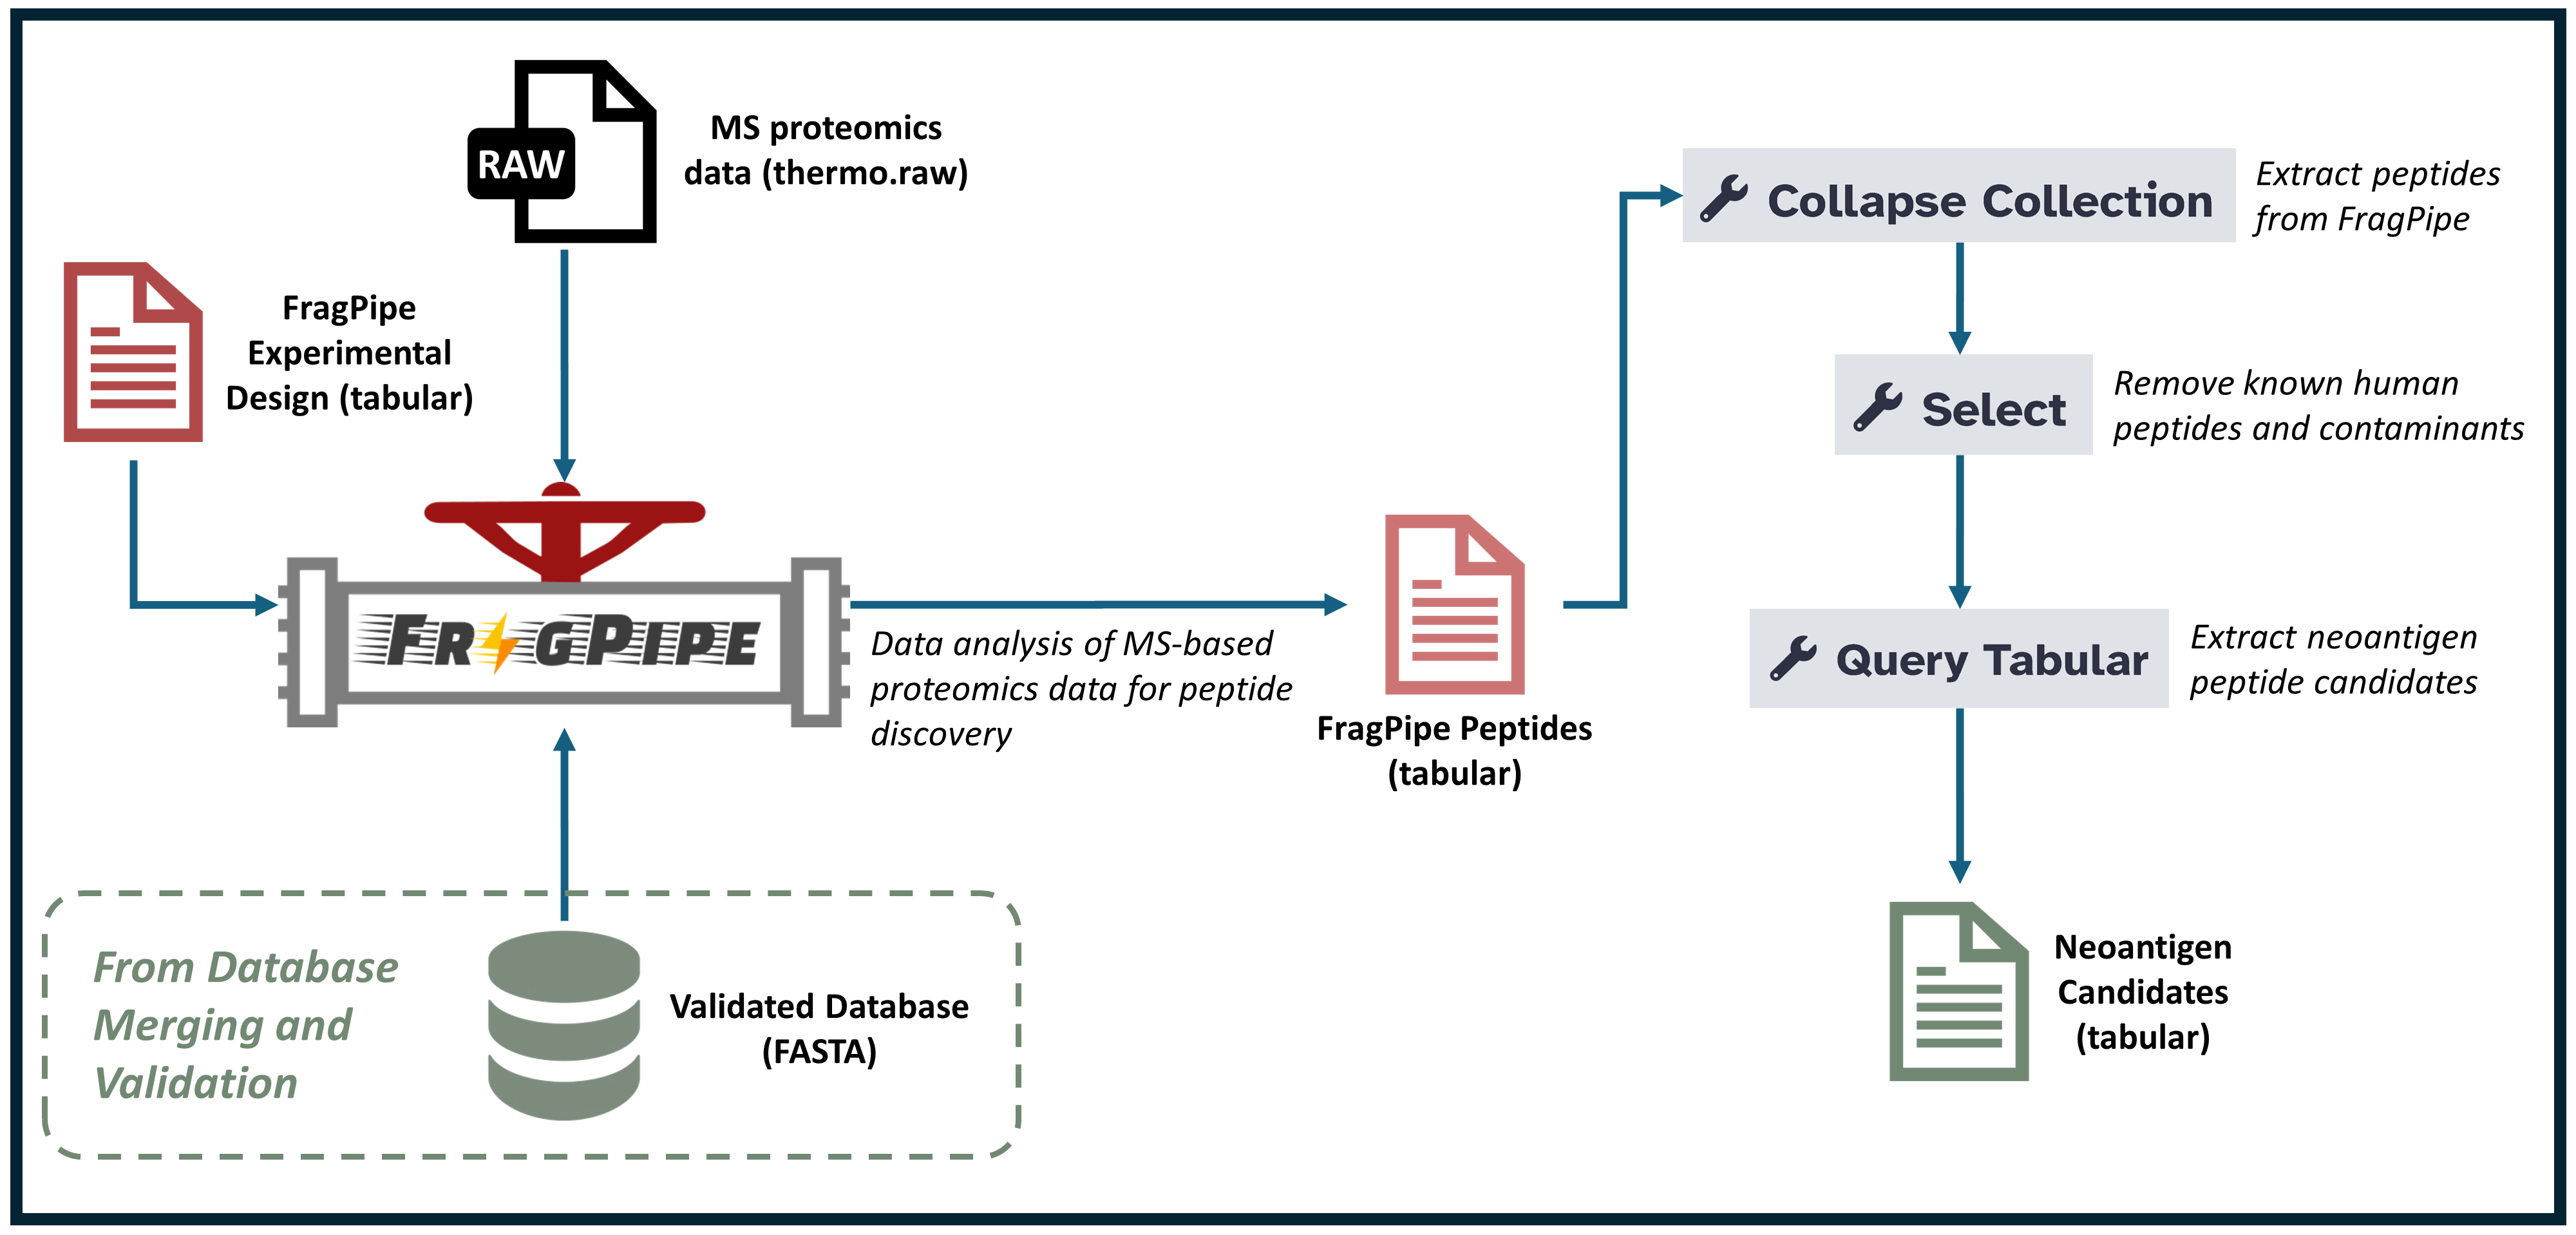 RAW
MS proteomics
data (thermo.raw)
FragPipe
Experimental
Design (tabular)
FRAGPIPE
Data analysis of MS-based
proteomics data for peptide
discovery
From Database
Merging and
Validation
Validated Database
(FASTA)
FragPipe Peptides
(tabular)
Collapse Collection
Extract peptides
from FragPipe
Select
Remove known human
peptides and contaminants
Query Tabular
Extract neoantigen
peptide candidates
Neoantigen
Candidates
(tabular)